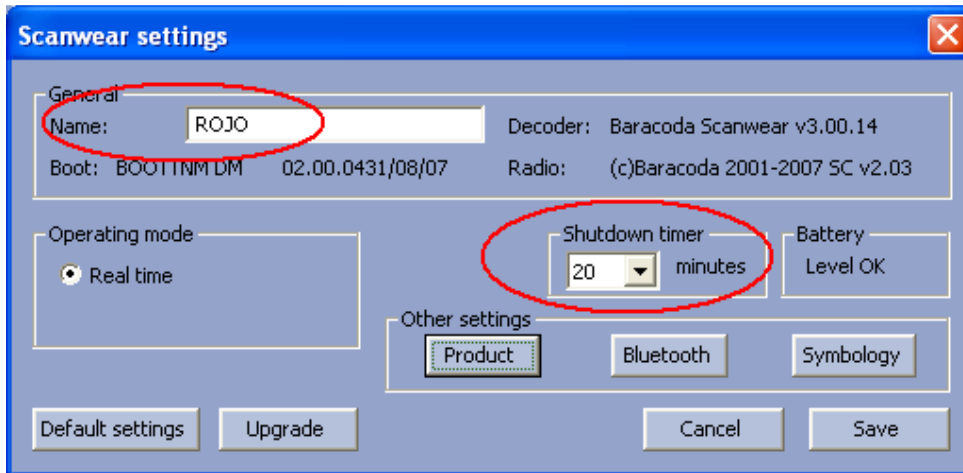 Scanwear settings
General
Name: ROJO Decoder: Baracoda Scanwear v3.00.14
Boot: BOOTTNM DM 02.00.0431/08/07 Radio: (c)Baracoda 2001-2007 SC v2.03
Operating mode Shutdown timer Battery
Real time 20 minutes Level OK
Other settings
Product Bluetooth Symbology
Default settings Upgrade Cancel Save